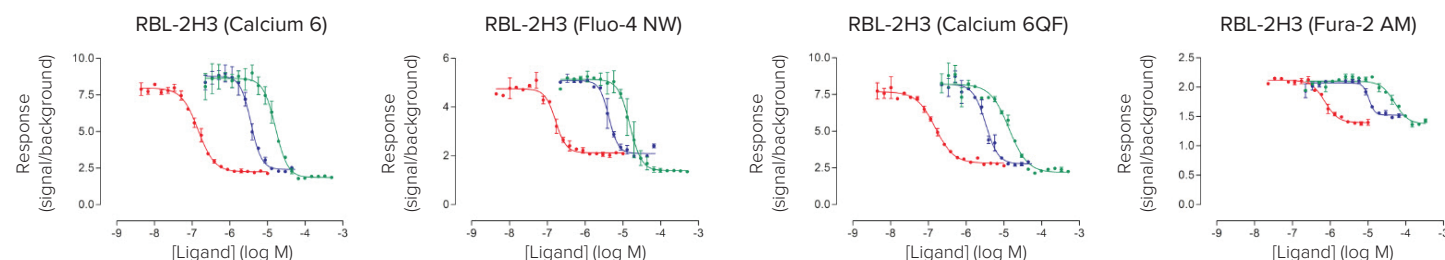 RBL-2H3 (Calcium 6)
Response
(signal/background)
10.0
7.5
5.0
2.5
0.0
-9 -8 -7 -6 -5 -4 -3
[Ligand] (log M)
RBL-2H3 (Fluo-4 NW)
Response
(signal/background)
6
4
2
0
-9 -8 -7 -6 -5 -4 -3
[Ligand] (log M)
RBL-2H3 (Calcium 6QF)
Response
(signal/background)
10.0
7.5
5.0
2.5
0.0
-9 -8 -7 -6 -5 -4 -3
[Ligand] (log M)
RBL-2H3 (Fura-2 AM)
Response
(signal/background)
2.5
2.0
1.5
1.0
0.5
0.0
-9 -8 -7 -6 -5 -4 -3
[Ligand] (log M)